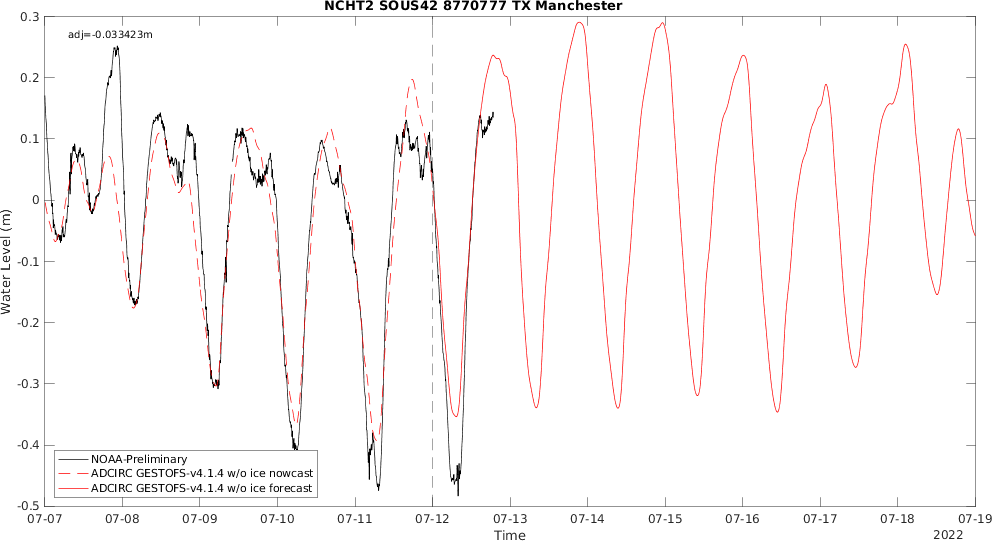 NCHT2 SOUS42 8770777 TX Manchester
adj=-0.033423m
0.3
0.2
0.1
0
-0.1
-0.2
-0.3
-0.4
-0.5
Water Level (m)
NOAA-Preliminary
ADCIRC GESTOFS-v4.1.4 w/o ice nowcast
ADCIRC GESTOFS-v4.1.4 w/o ice forecast
07-07 07-08 07-09 07-10 07-11 07-12 07-13 07-14 07-15 07-16 07-17 07-18 07-19
Time
2022